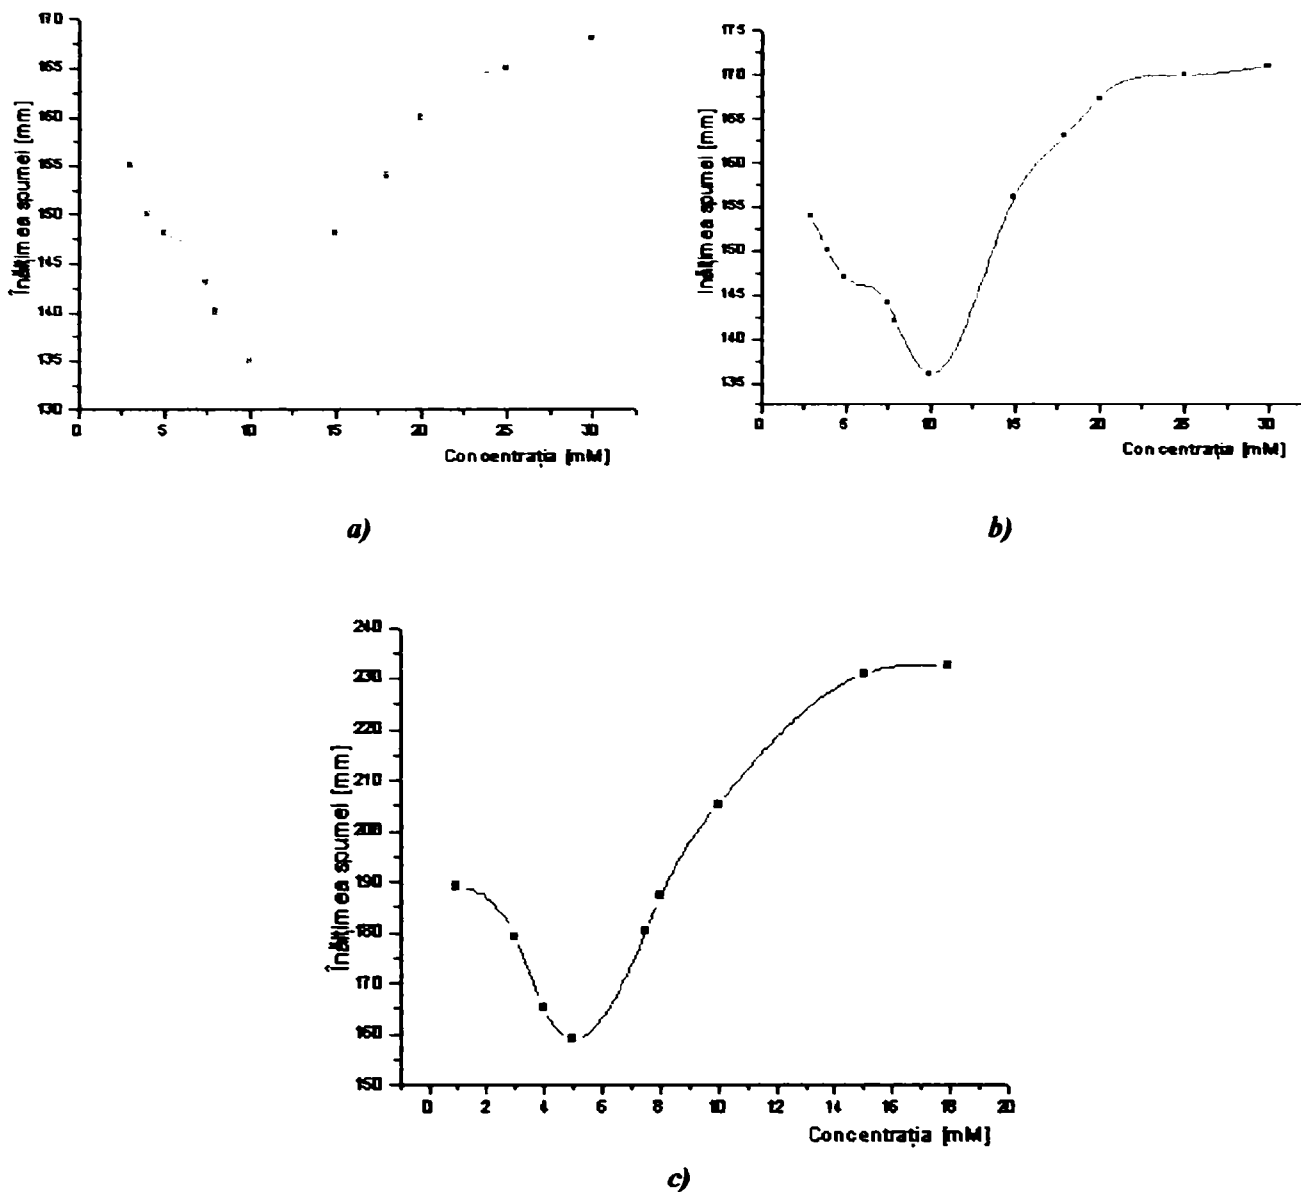 170
165
160
155
150
145
140
135
130
Înălțimea spumei [mm]
0 5 10 15 20 25 30
Concentrația [mM]
a)
175
170
165
160
155
150
145
140
135
Inălțimea spumei [mm]
0 5 10 15 20 25 30
Concentrația [mM]
b)
240
230
220
210
200
190
180
170
160
150
Înălțimea spumei [mm]
0 2 4 6 8 10 12 14 16 18 20
Concentrația [mM]
c)